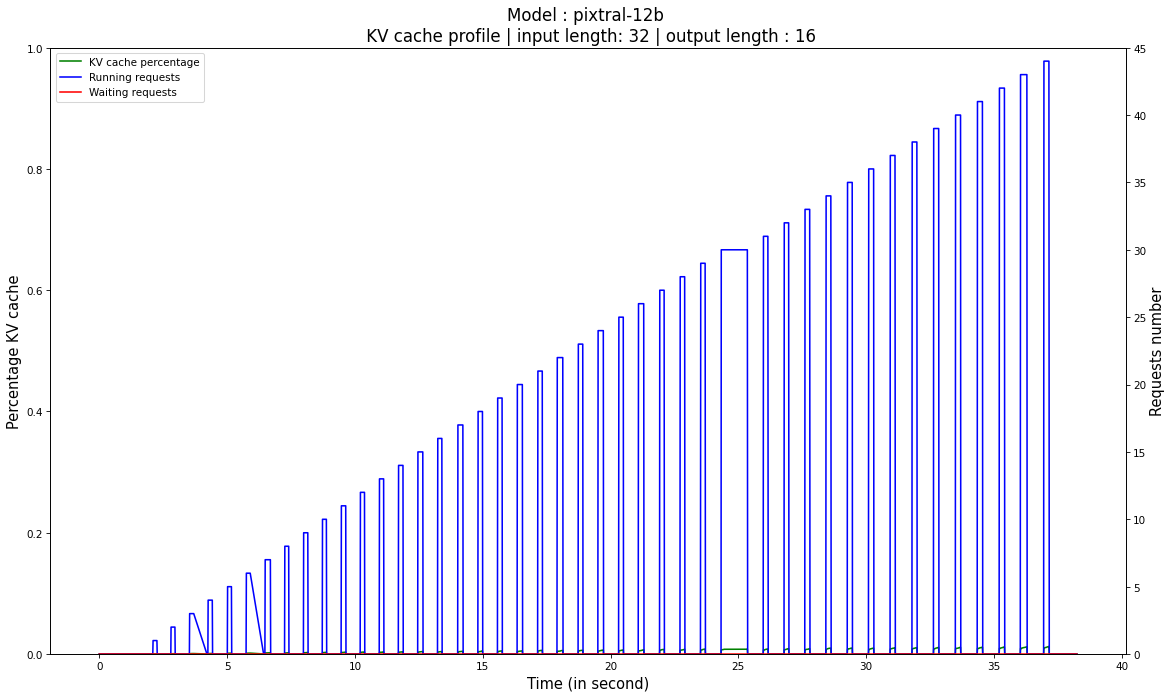 Model : pixtral-12b
KV cache profile | input length: 32 | output length : 16
KV cache percentage
Running requests
Waiting requests
Percentage KV cache
1.0
0.8
0.6
0.4
0.2
0.0
45
40
35
30
25
20
15
10
5
0
Requests number
0 5 10 15 20 25 30 35 40
Time (in second)